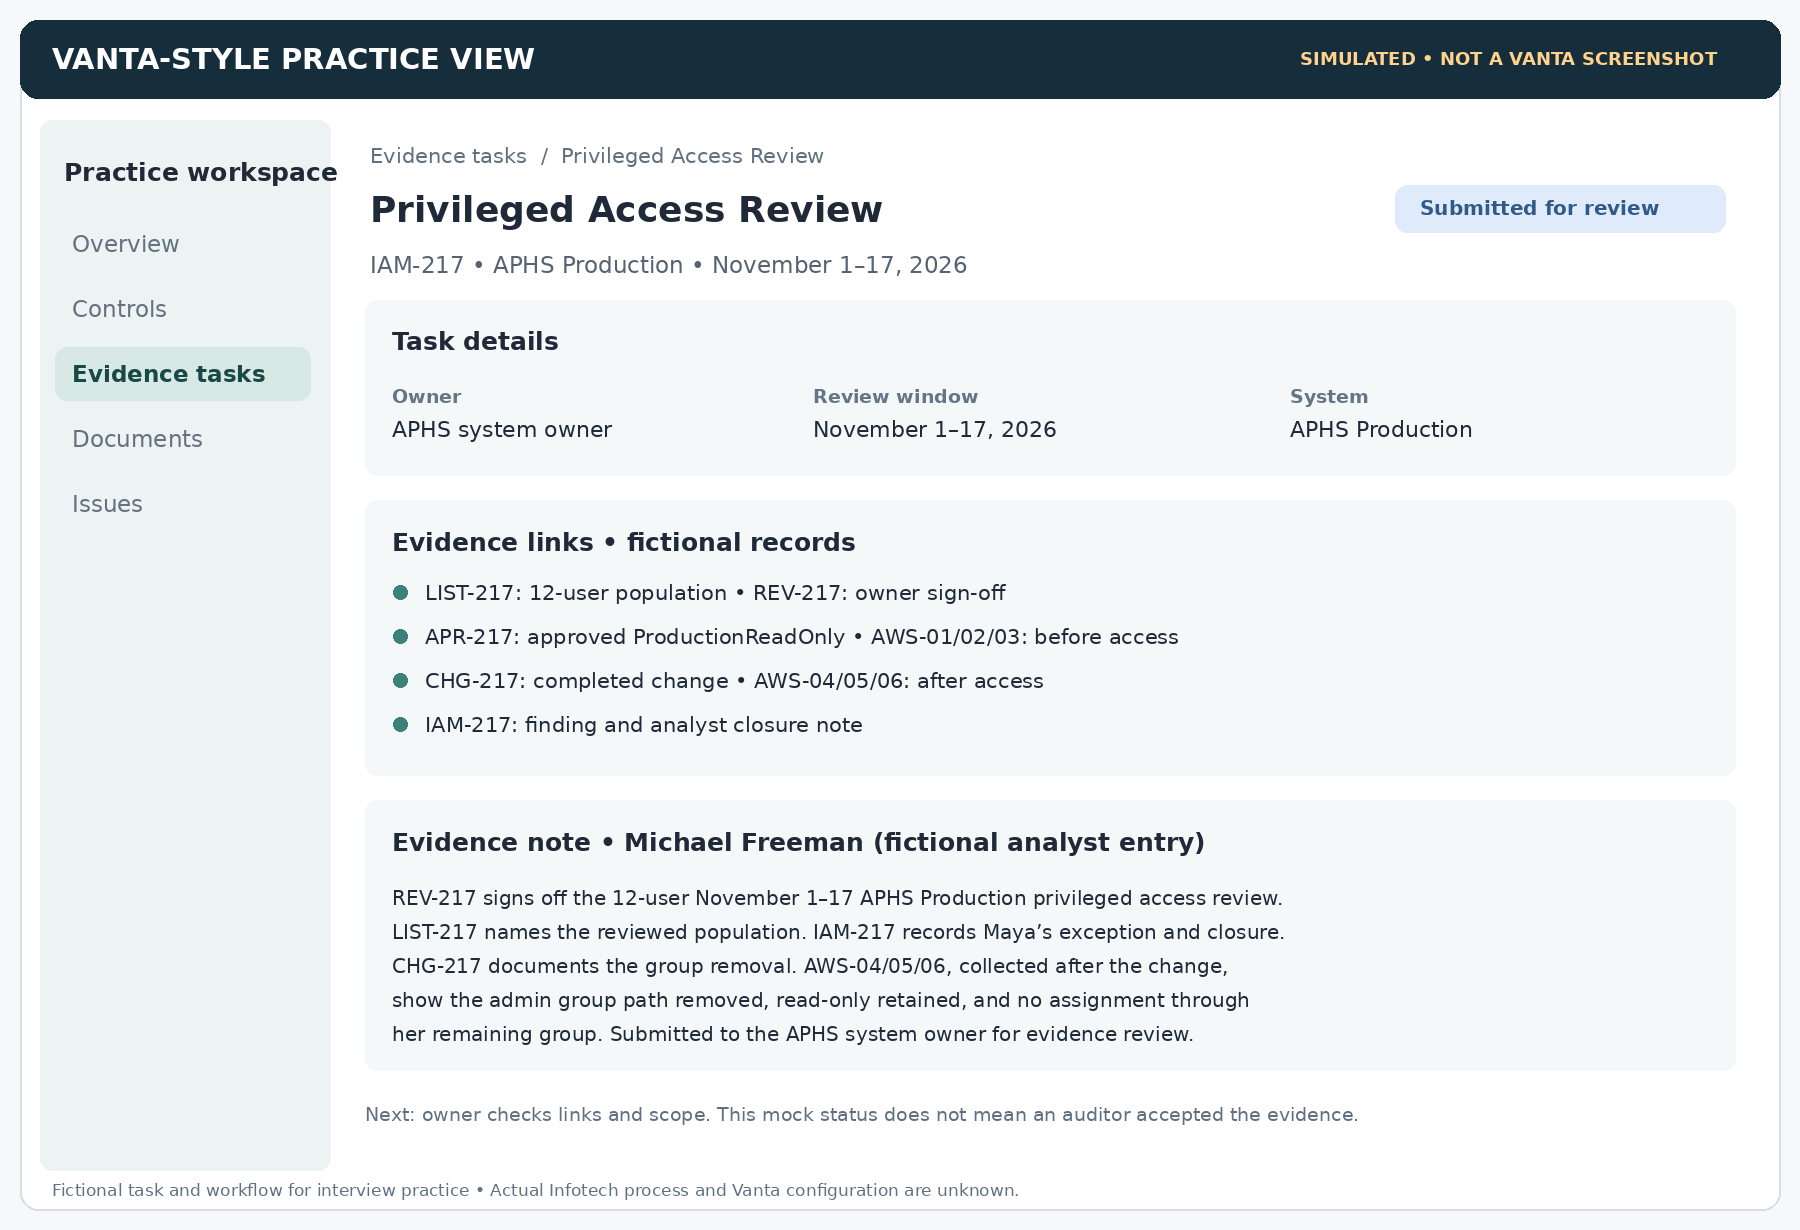 VANTA-STYLE PRACTICE VIEW
SIMULATED • NOT A VANTA SCREENSHOT
Practice workspace
Overview
Controls
Evidence tasks
Documents
Issues
Evidence tasks / Privileged Access Review
Privileged Access Review
Submitted for review
IAM-217 • APHS Production • November 1–17, 2026
Task details
Owner
APHS system owner
Review window
November 1–17, 2026
System
APHS Production
Evidence links • fictional records
LIST-217: 12-user population • REV-217: owner sign-off
APR-217: approved ProductionReadOnly • AWS-01/02/03: before access
CHG-217: completed change • AWS-04/05/06: after access
IAM-217: finding and analyst closure note
Evidence note • Michael Freeman (fictional analyst entry)
REV-217 signs off the 12-user November 1–17 APHS Production privileged access review.
LIST-217 names the reviewed population. IAM-217 records Maya’s exception and closure.
CHG-217 documents the group removal. AWS-04/05/06, collected after the change,
show the admin group path removed, read-only retained, and no assignment through
her remaining group. Submitted to the APHS system owner for evidence review.
Next: owner checks links and scope. This mock status does not mean an auditor accepted the evidence.
Fictional task and workflow for interview practice • Actual Infotech process and Vanta configuration are unknown.